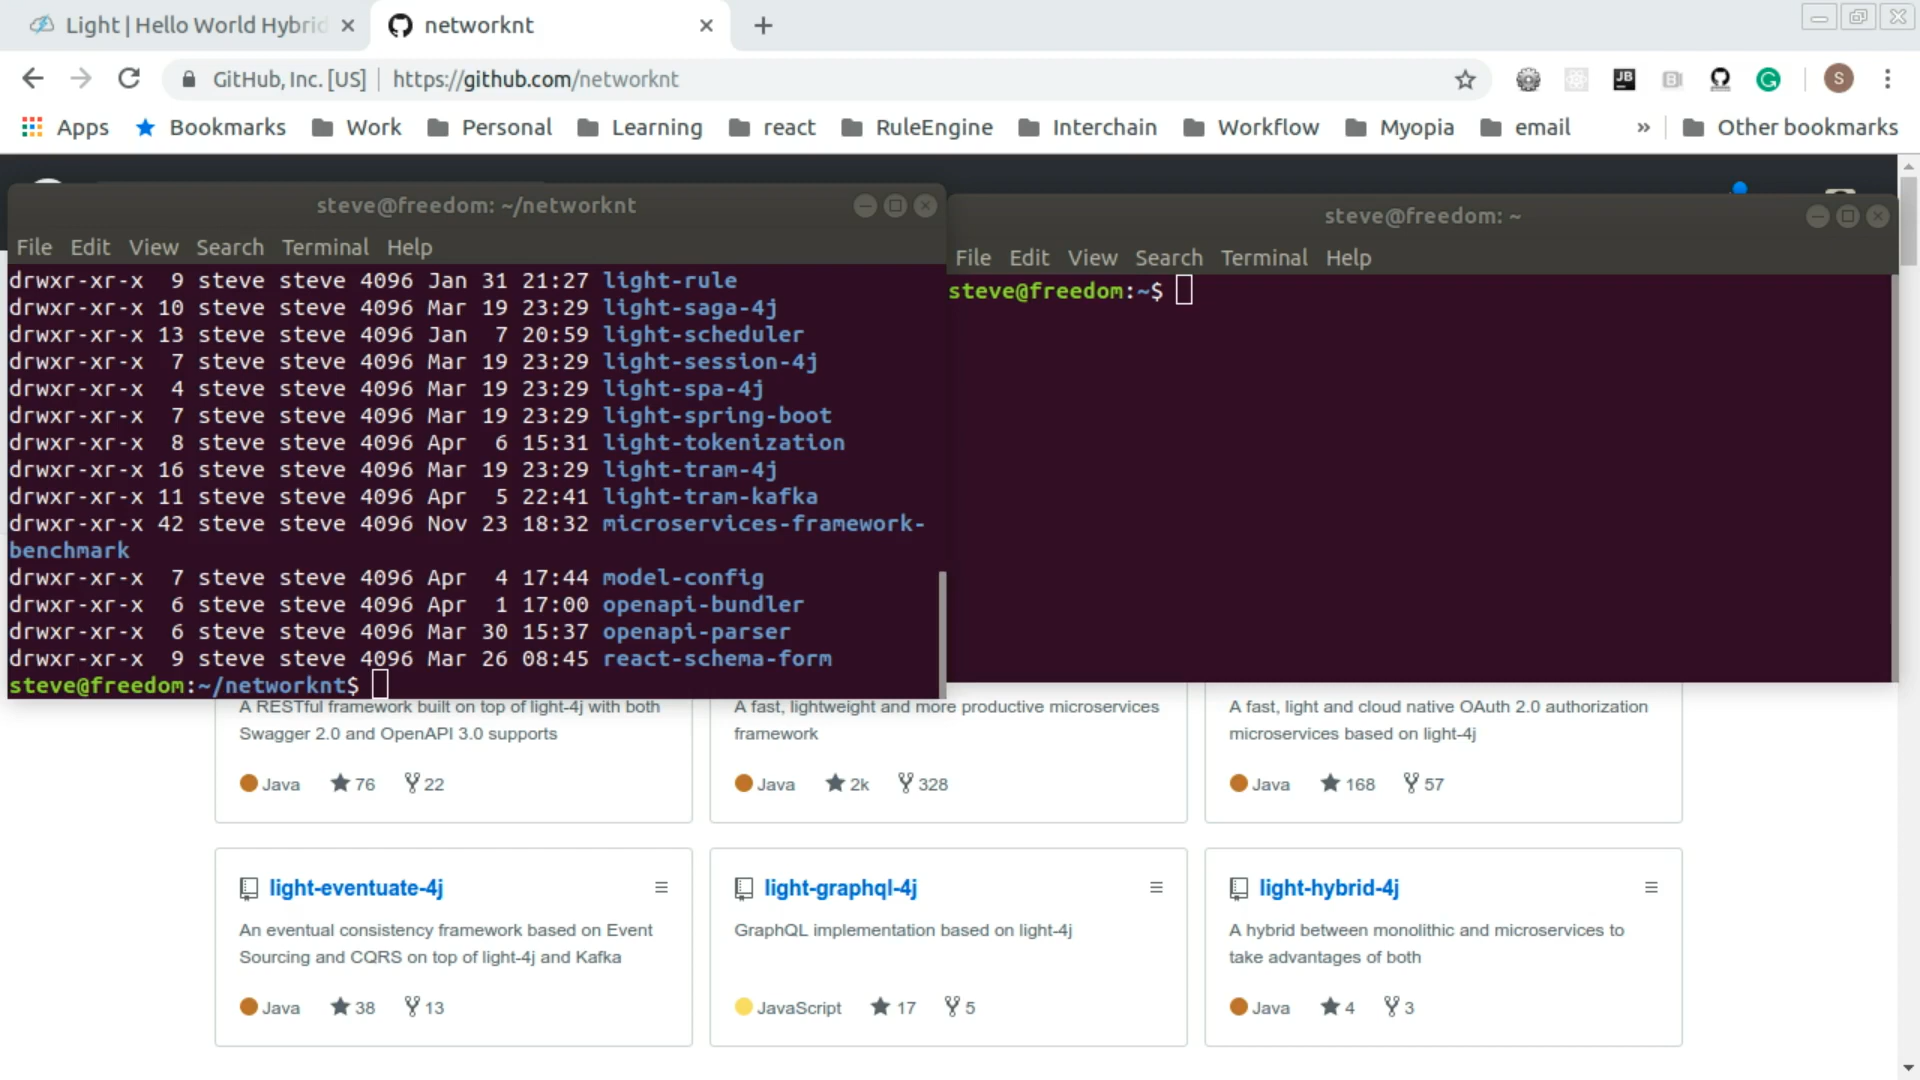 Light | Hello World Hybrid
networknt
GitHub, Inc. [US] | https://github.com/networknt
JB
B
S
Apps Bookmarks Work Personal Learning react RuleEngine Interchain Workflow Myopia email » Other bookmarks
steve@freedom: ~/networknt
File Edit View Search Terminal Help
drwxr-xr-x 9 steve steve 4096 Jan 31 21:27 light-rule
drwxr-xr-x 10 steve steve 4096 Mar 19 23:29 light-saga-4j
drwxr-xr-x 13 steve steve 4096 Jan 7 20:59 light-scheduler
drwxr-xr-x 7 steve steve 4096 Mar 19 23:29 light-session-4j
drwxr-xr-x 4 steve steve 4096 Mar 19 23:29 light-spa-4j
drwxr-xr-x 7 steve steve 4096 Mar 19 23:29 light-spring-boot
drwxr-xr-x 8 steve steve 4096 Apr 6 15:31 light-tokenization
drwxr-xr-x 16 steve steve 4096 Mar 19 23:29 light-tram-4j
drwxr-xr-x 11 steve steve 4096 Apr 5 22:41 light-tram-kafka
drwxr-xr-x 42 steve steve 4096 Nov 23 18:32 microservices-framework-
benchmark
drwxr-xr-x 7 steve steve 4096 Apr 4 17:44 model-config
drwxr-xr-x 6 steve steve 4096 Apr 1 17:00 openapi-bundler
drwxr-xr-x 6 steve steve 4096 Mar 30 15:37 openapi-parser
drwxr-xr-x 9 steve steve 4096 Mar 26 08:45 react-schema-form
steve@freedom:~/networknt$
steve@freedom: ~
File Edit View Search Terminal Help
steve@freedom:~$
A RESTful framework built on top of light-4j with both
Swagger 2.0 and OpenAPI 3.0 supports
Java 76 22
A fast, lightweight and more productive microservices
framework
Java 2k 328
A fast, light and cloud native OAuth 2.0 authorization
microservices based on light-4j
Java 168 57
light-eventuate-4j
An eventual consistency framework based on Event
Sourcing and CQRS on top of light-4j and Kafka
Java 38 13
light-graphql-4j
GraphQL implementation based on light-4j
JavaScript 17 5
light-hybrid-4j
A hybrid between monolithic and microservices to
take advantages of both
Java 4 3